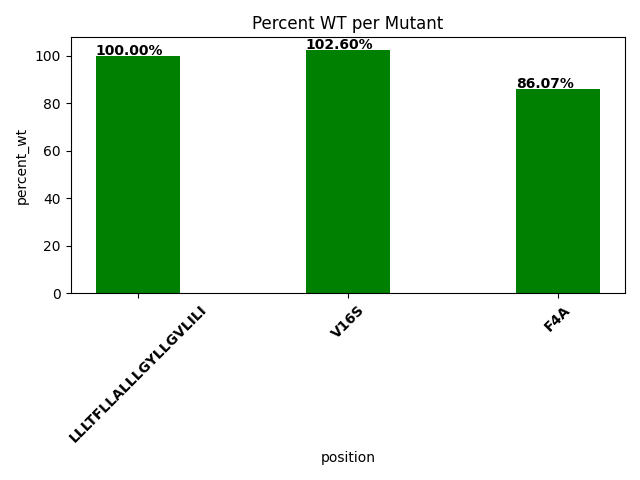 Percent WT per Mutant
percent_wt
100
80
60
40
20
0
100.00%
102.60%
86.07%
LLLTFLLALLLGYLLGVLILI
V16S
F4A
position